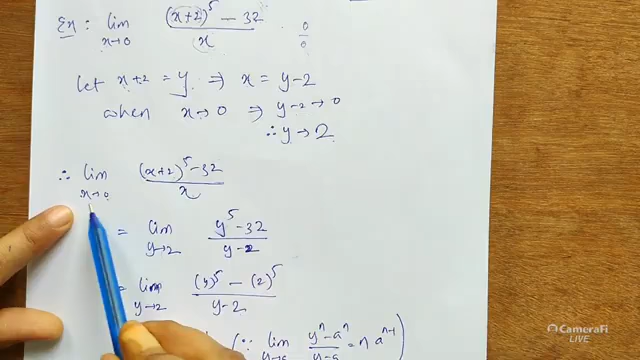 Ex: lim x→0 (x+2)^5 − 32 / x . 0/0
let x+2 = y ⇒ x = y−2
when x→0 ⇒ y−2→0
∴ y→2
∴ lim x→0 (x+2)^5 − 32 / x
= lim y→2 y^5 − 32 / y−2
= lim y→2 (y)^5 − (2)^5 / y−2
(∵ lim y→a y^n − a^n / y−a = n a^n−1)
CameraFi
LIVE